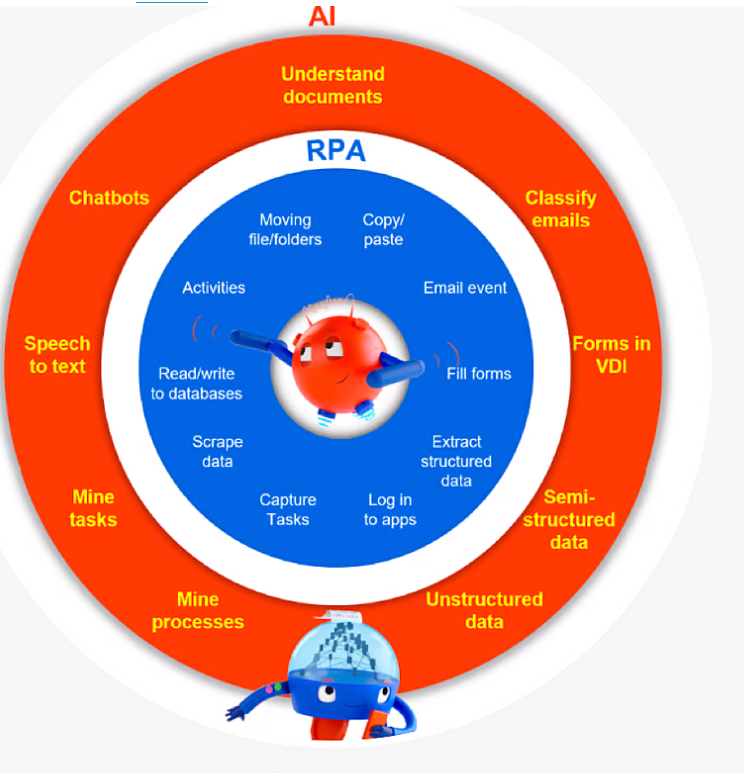 AI
Understand
documents
Chatbots
Classify
emails
Speech
to text
Forms in
VDI
Mine
tasks
Semi-
structured
data
Mine
processes
Unstructured
data
RPA
Moving
file/folders
Copy/
paste
Activities
Email event
Read/write
to databases
Fill forms
Scrape
data
Extract
structured
data
Capture
Tasks
Log in
to apps